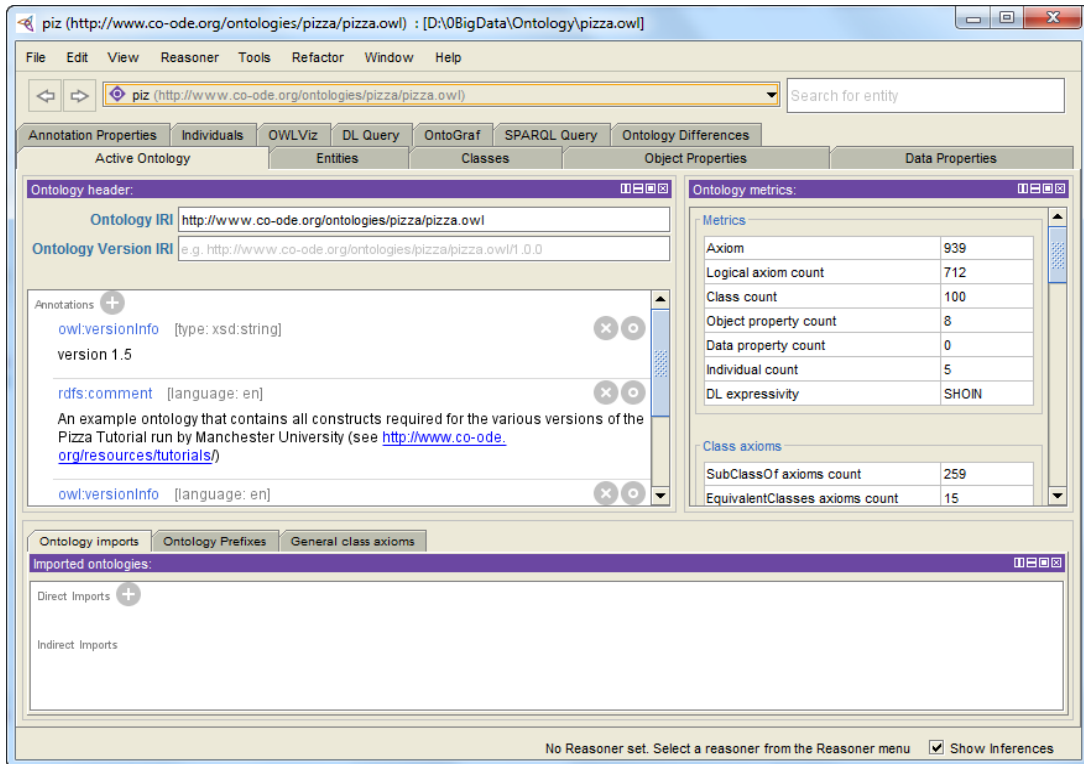 piz (http://www.co-ode.org/ontologies/pizza/pizza.owl) : [D:\0BigData\Ontology\pizza.owl]
File Edit View Reasoner Tools Refactor Window Help
piz (http://www.co-ode.org/ontologies/pizza/pizza.owl)
Search for entity
Annotation Properties Individuals OWLViz DL Query OntoGraf SPARQL Query Ontology Differences
Active Ontology Entities Classes Object Properties Data Properties
Ontology header:
Ontology IRI http://www.co-ode.org/ontologies/pizza/pizza.owl
Ontology Version IRI e.g. http://www.co-ode.org/ontologies/pizza/pizza.owl/1.0.0
Annotations
owl:versionInfo [type: xsd:string]
version 1.5
rdfs:comment [language: en]
An example ontology that contains all constructs required for the various versions of the
Pizza Tutorial run by Manchester University (see http://www.co-ode.
org/resources/tutorials/)
owl:versionInfo [language: en]
Ontology metrics:
Metrics
Axiom 939
Logical axiom count 712
Class count 100
Object property count 8
Data property count 0
Individual count 5
DL expressivity SHOIN
Class axioms
SubClassOf axioms count 259
EquivalentClasses axioms count 15
Ontology imports Ontology Prefixes General class axioms
Imported ontologies:
Direct Imports
Indirect Imports
No Reasoner set. Select a reasoner from the Reasoner menu Show Inferences